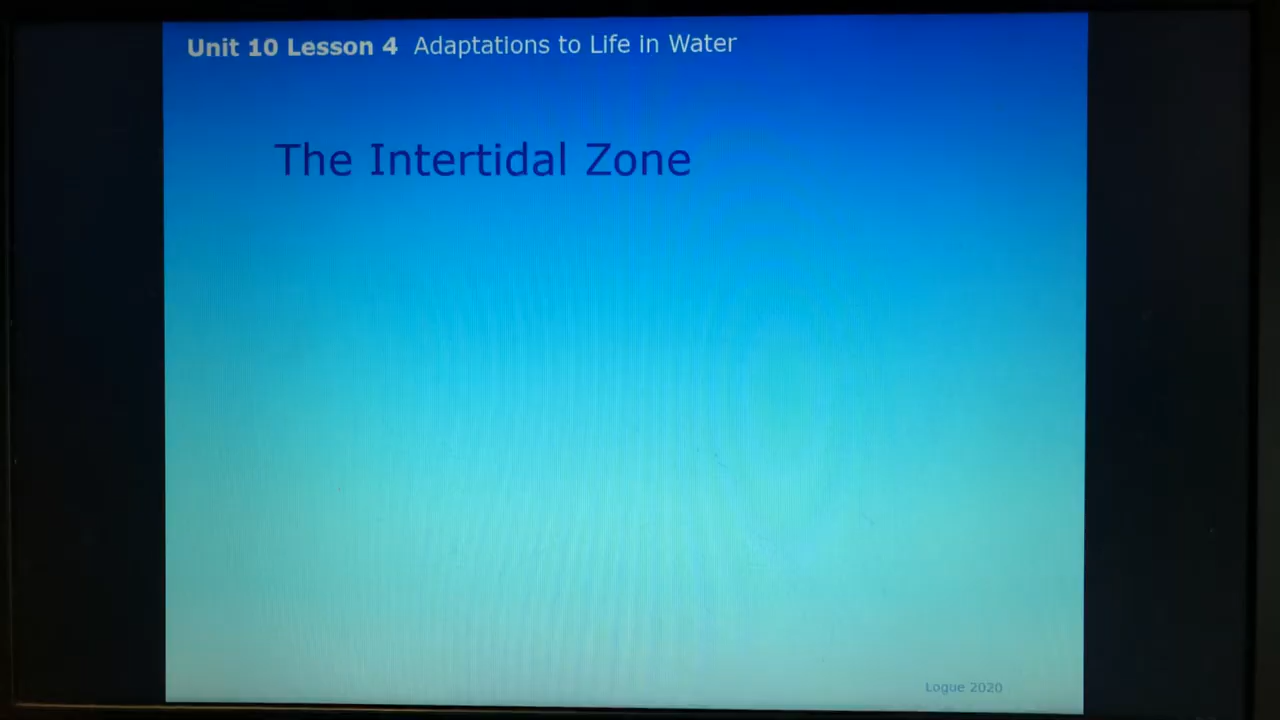 Unit 10 Lesson 4 Adaptations to Life in Water
The Intertidal Zone
Logue 2020